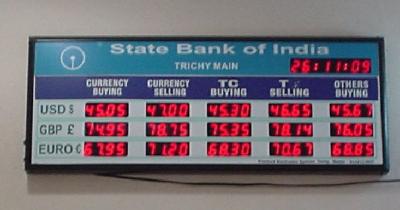 State Bank of India
TRICHY MAIN 26:11:09
CURRENCY BUYING CURRENCY SELLING TC BUYING T SELLING OTHERS BUYING
USD $ 45.05 47.00 45.30 46.65 45.61
GBP £ 74.95 78.75 75.35 78.14 76.05
EURO € 67.95 71.20 68.30 70.67 68.85